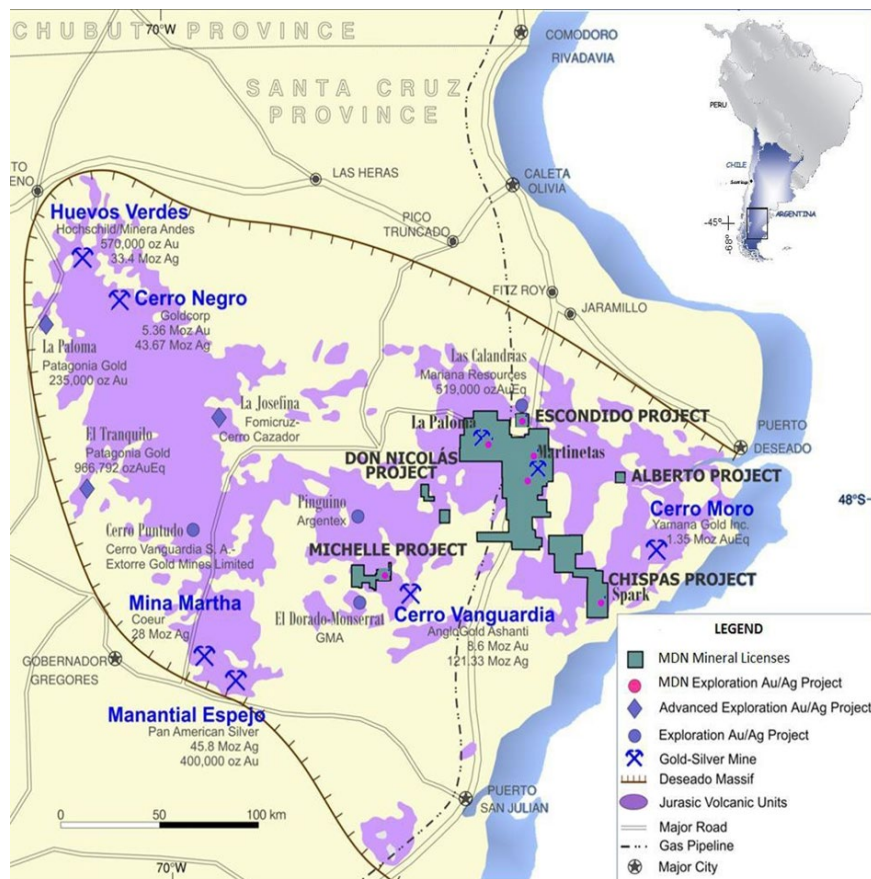 70°W
CHUBUT PROVINCE
COMODORO
RIVADAVIA
SANTA CRUZ
PROVINCE
PERU
CHILE
ARGENTINA
-45°
-68°
LAS HERAS
CALETA
OLIVIA
PICO
TRUNCADO
Huevos Verdes
Hochschild/Minera Andes
570,000 oz Au
33.4 Moz Ag
Cerro Negro
Goldcorp
5.36 Moz Au
43.67 Moz Ag
FITZ ROY
JARAMILLO
La Paloma
Patagonia Gold
235,000 oz Au
Las Calandrias
Mariana Resources
519,000 ozAuEq
La Josefina
Fomicruz-
Cerro Cazador
La Paloma
ESCONDIDO PROJECT
PUERTO
DESEADO
El Tranquilo
Patagonia Gold
966,792 ozAuEq
DON NICOLÁS
PROJECT
Martinetas
ALBERTO PROJECT
48°S
Pinguino
Argentex
Cerro Moro
Yamana Gold Inc.
1.35 Moz AuEq
Cerro Puntudo
Cerro Vanguardia S. A.-
Extorre Gold Mines Limited
MICHELLE PROJECT
CHISPAS PROJECT
Spark
Mina Martha
Coeur
28 Moz Ag
El Dorado-Monserrat
GMA
Cerro Vanguardia
AngloGold Ashanti
8.6 Moz Au
121.33 Moz Ag
GOBERNADOR
GREGORES
Manantial Espejo
Pan American Silver
45.8 Moz Ag
400,000 oz Au
PUERTO
SAN JULIAN
0 50 100 km
70°W
LEGEND
MDN Mineral Licenses
MDN Exploration Au/Ag Project
Advanced Exploration Au/Ag Project
Exploration Au/Ag Project
Gold-Silver Mine
Deseado Massif
Jurasic Volcanic Units
Major Road
Gas Pipeline
Major City